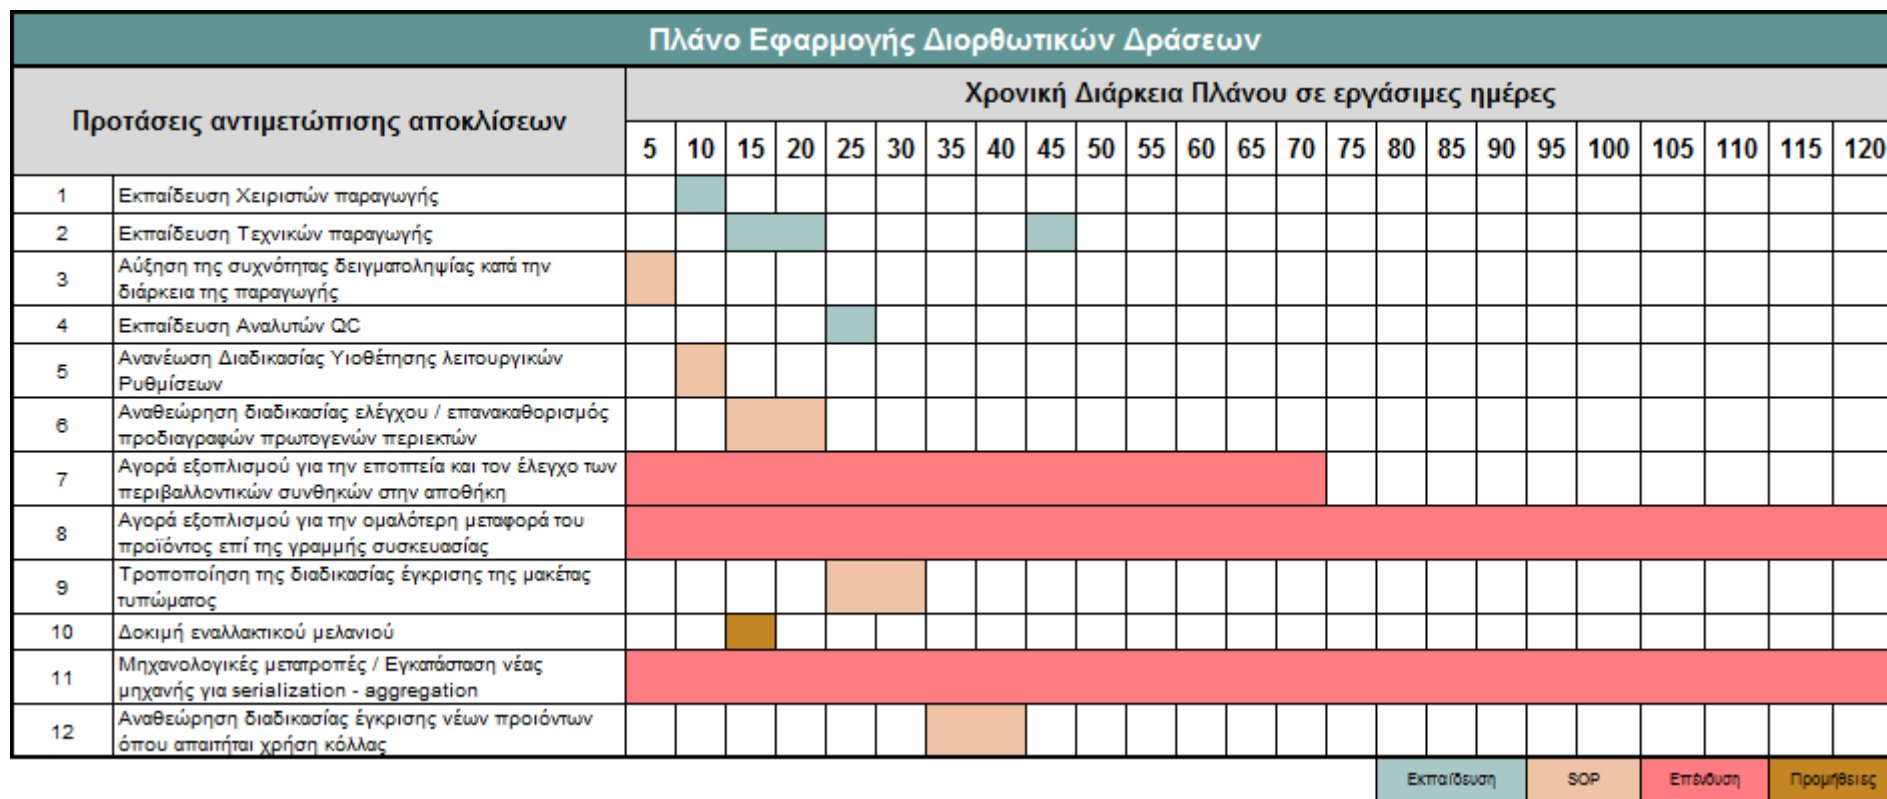 Πλάνο Εφαρμογής Διορθωτικών Δράσεων
Προτάσεις αντιμετώπισης αποκλίσεων
Χρονική Διάρκεια Πλάνου σε εργάσιμες ημέρες
5 10 15 20 25 30 35 40 45 50 55 60 65 70 75 80 85 90 95 100 105 110 115 120
1 Εκπαίδευση Χειριστών παραγωγής
2 Εκπαίδευση Τεχνικών παραγωγής
3 Αύξηση της συχνότητας δειγματοληψίας κατά την
διάρκεια της παραγωγής
4 Εκπαίδευση Αναλυτών QC
5 Ανανέωση Διαδικασίας Υιοθέτησης λειτουργικών
Ρυθμίσεων
6 Αναθεώρηση διαδικασίας ελέγχου / επανακαθορισμός
προδιαγραφών πρωτογενών περιεκτών
7 Αγορά εξοπλισμού για την εποπτεία και τον έλεγχο των
περιβαλλοντικών συνθηκών στην αποθήκη
8 Αγορά εξοπλισμού για την ομαλότερη μεταφορά του
προϊόντος επί της γραμμής συσκευασίας
9 Τροποποίηση της διαδικασίας έγκρισης της μακέτας
τυπώματος
10 Δοκιμή εναλλακτικού μελανιού
11 Μηχανολογικές μετατροπές / Εγκατάσταση νέας
μηχανής για serialization - aggregation
12 Αναθεώρηση διαδικασίας έγκρισης νέων προιόντων
όπου απαιτήται χρήση κόλλας
Εκπαίδευση SOP Επένδυση Προμήθειες